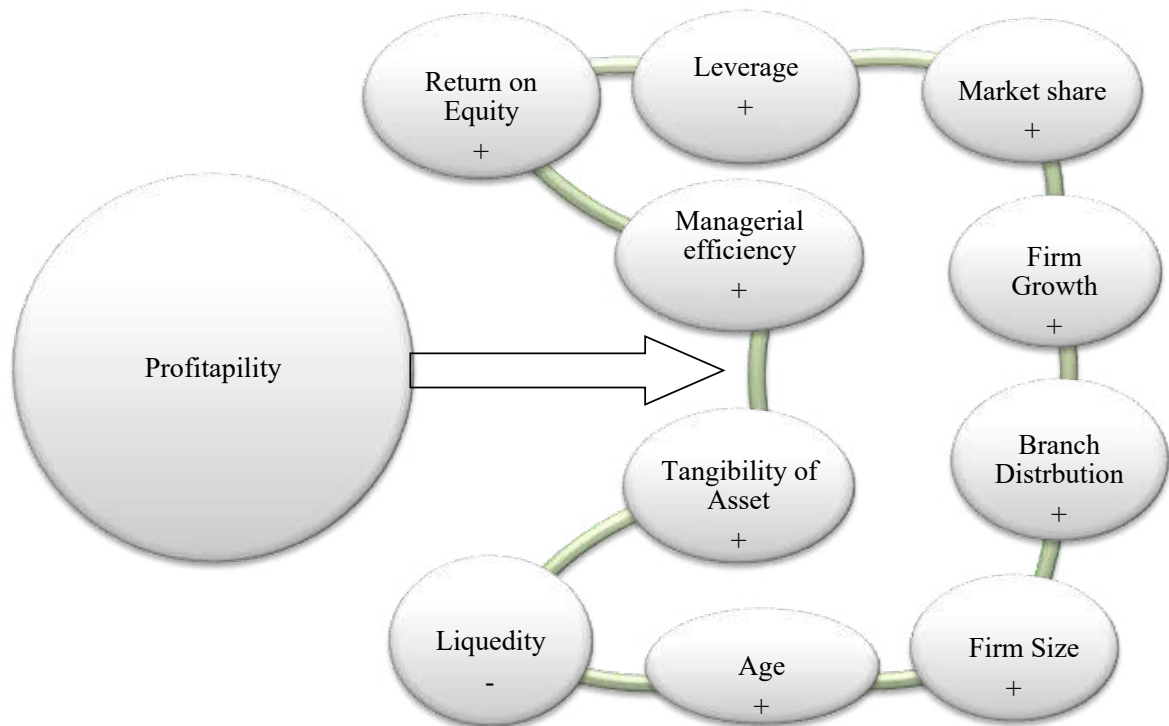 Return on
Equity
+
Leverage
+
Market share
+
Managerial
efficiency
+
Firm
Growth
+
Profitapility
Tangibility of
Asset
+
Branch
Distrbution
+
Liquedity
-
Age
+
Firm Size
+